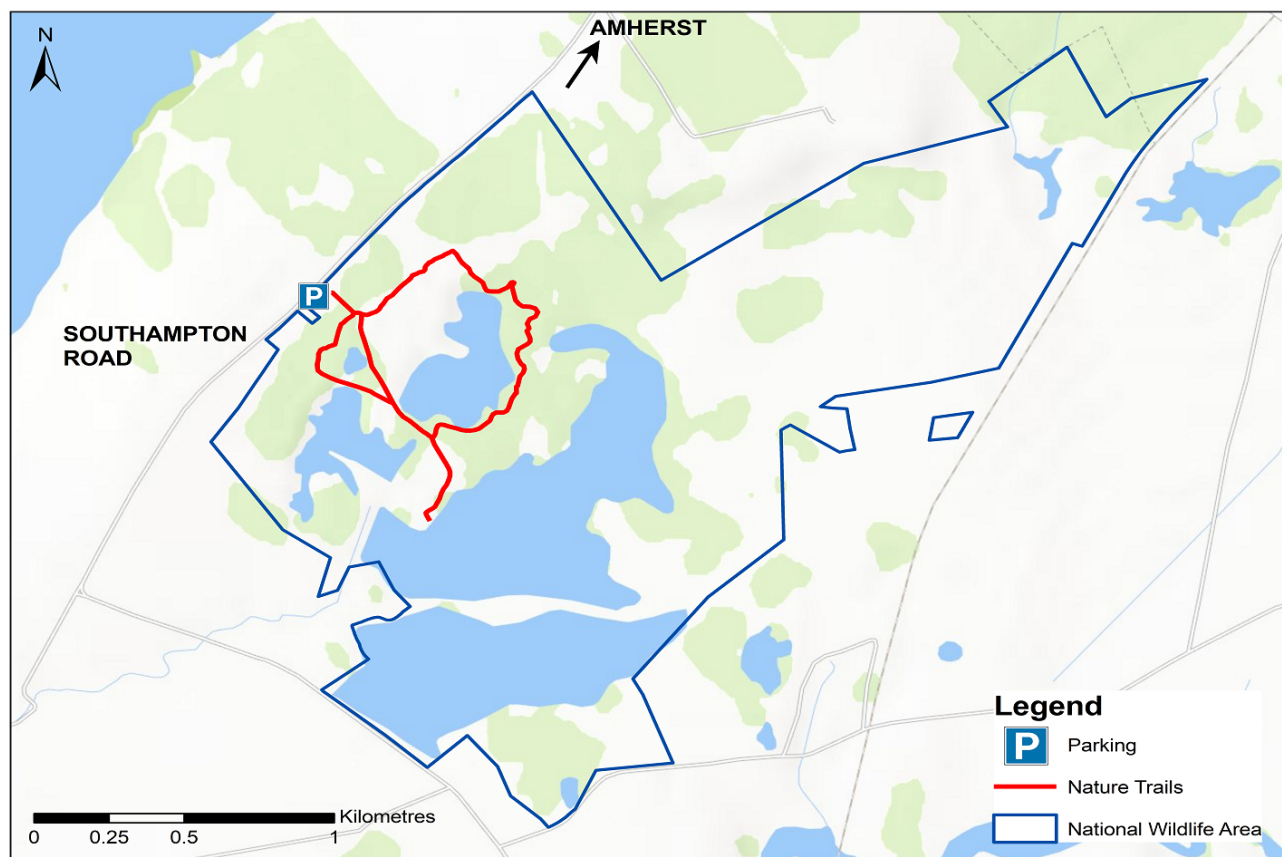 N
AMHERST
P
SOUTHAMPTON
ROAD
Legend
P Parking
Nature Trails
National Wildlife Area
Kilometres
0 0.25 0.5 1